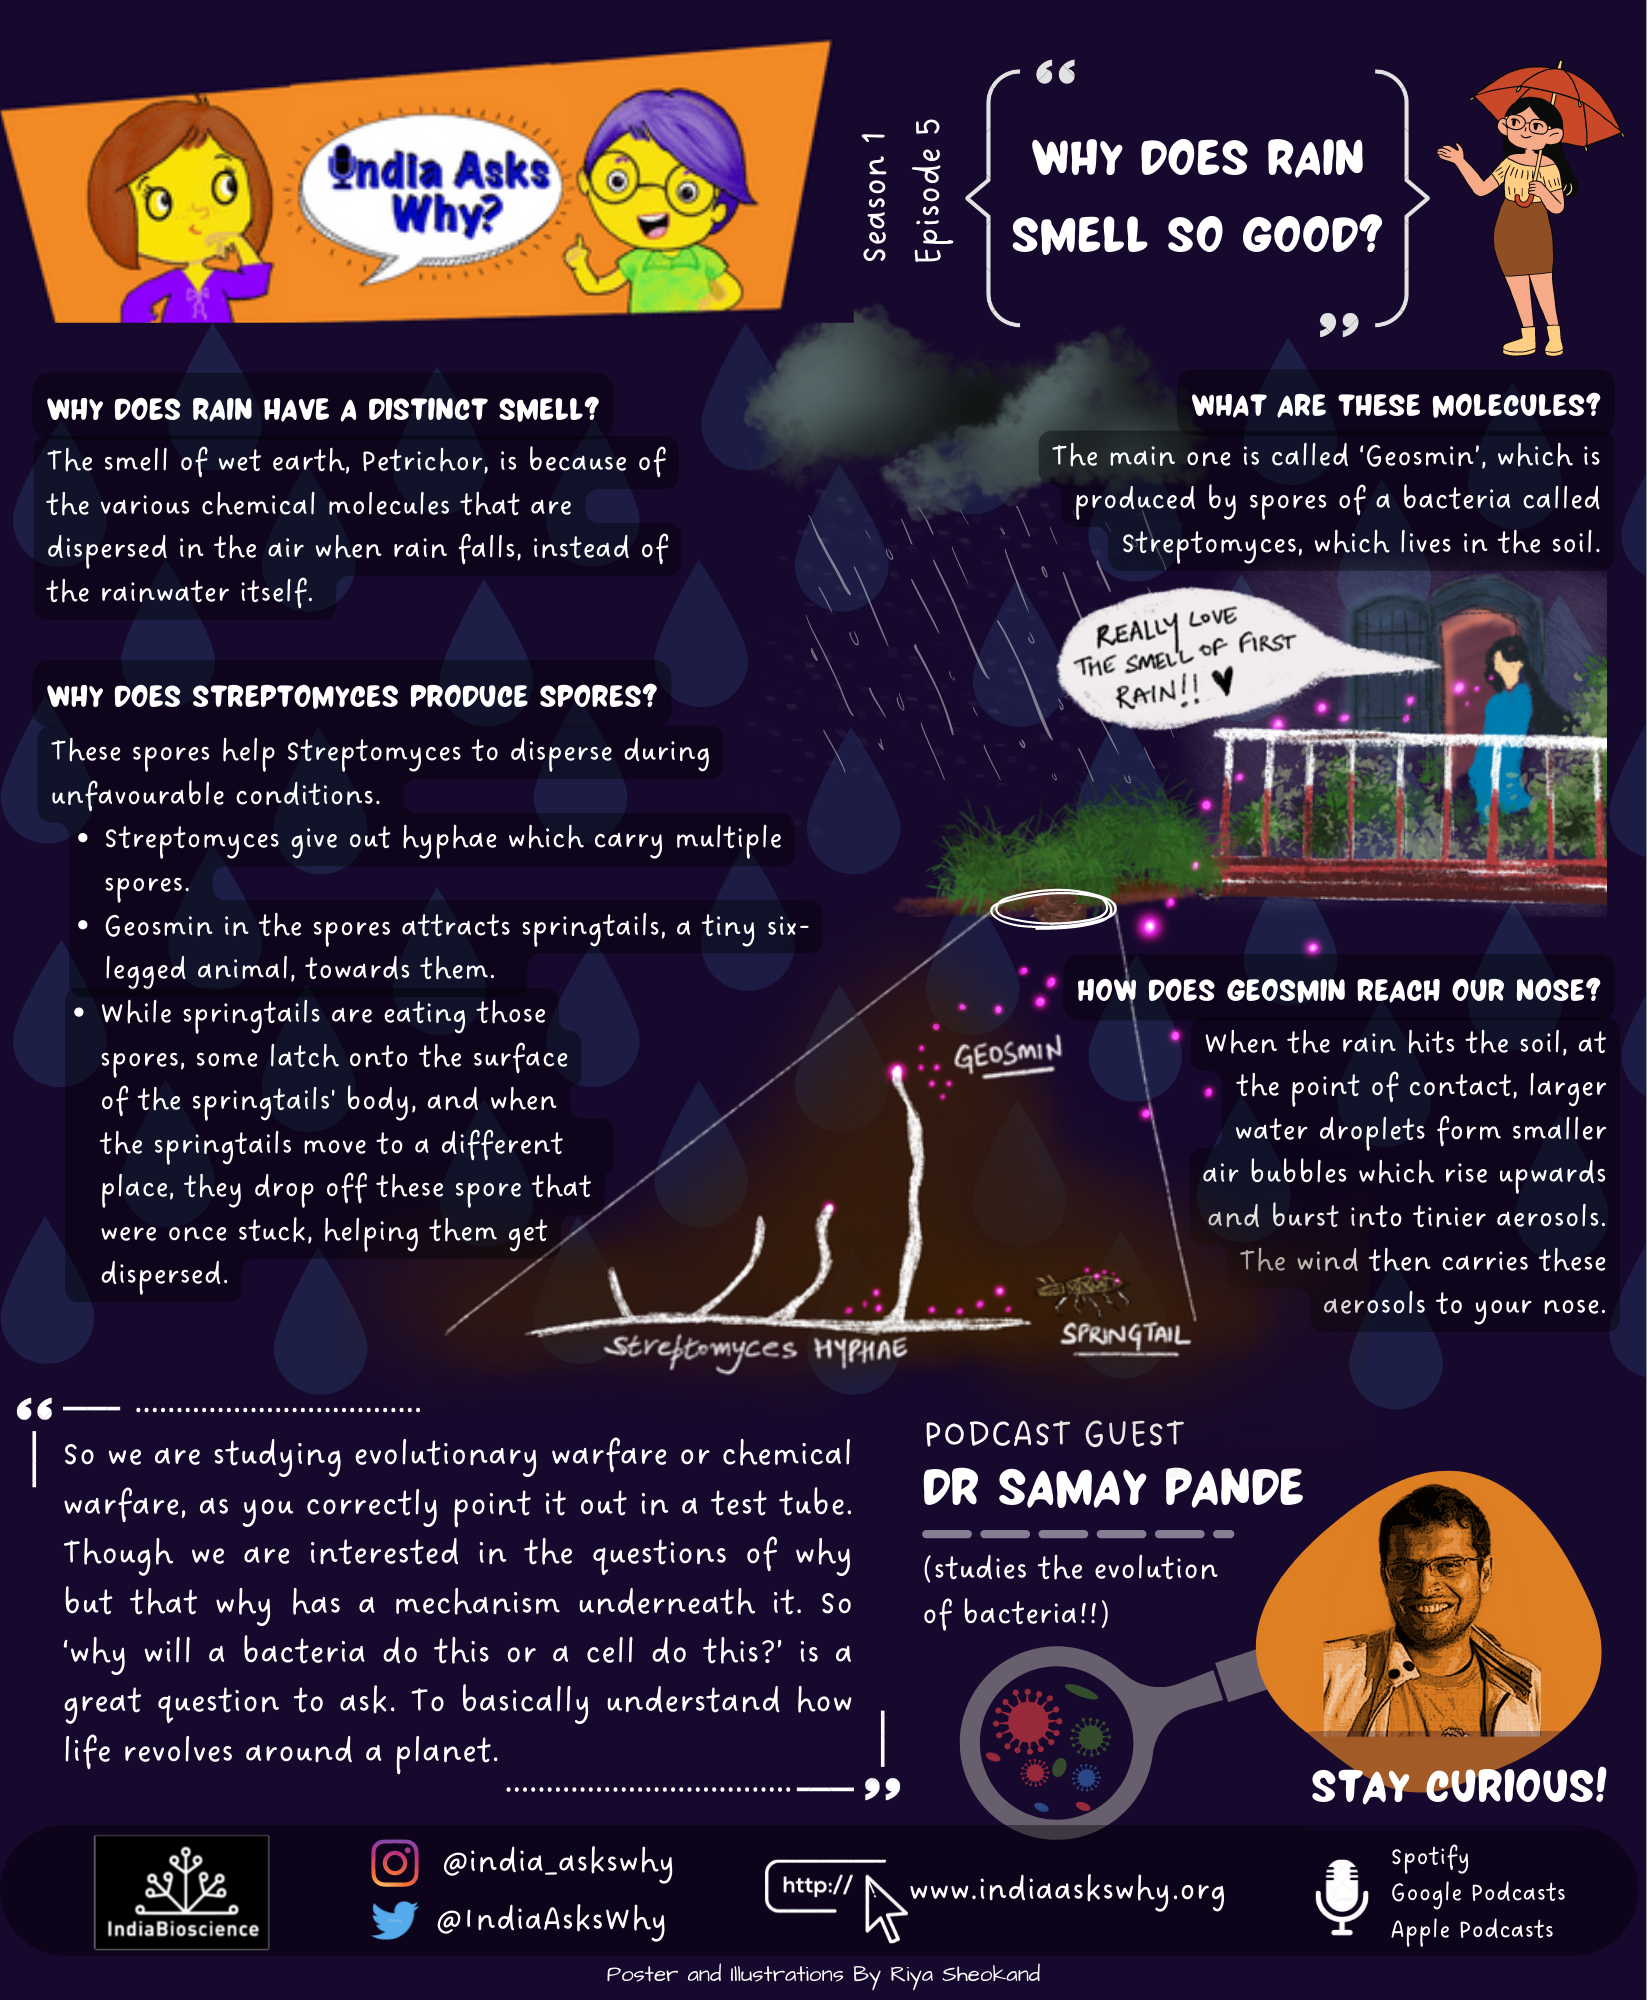 India Asks
Why?
Season 1
Episode 5
“
WHY DOES RAIN
SMELL SO GOOD?
”
WHY DOES RAIN HAVE A DISTINCT SMELL?
The smell of wet earth, Petrichor, is because of
the various chemical molecules that are
dispersed in the air when rain falls, instead of
the rainwater itself.
WHAT ARE THESE MOLECULES?
The main one is called ‘Geosmin’, which is
produced by spores of a bacteria called
Streptomyces, which lives in the soil.
REALLY LOVE
THE SMELL OF FIRST
RAIN!! ♥
WHY DOES STREPTOMYCES PRODUCE SPORES?
These spores help Streptomyces to disperse during
unfavourable conditions.
• Streptomyces give out hyphae which carry multiple
spores.
• Geosmin in the spores attracts springtails, a tiny six-
legged animal, towards them.
• While springtails are eating those
spores, some latch onto the surface
of the springtails' body, and when
the springtails move to a different
place, they drop off these spore that
were once stuck, helping them get
dispersed.
GEOSMIN
Streptomyces HYPHAE
SPRINGTAIL
HOW DOES GEOSMIN REACH OUR NOSE?
When the rain hits the soil, at
the point of contact, larger
water droplets form smaller
air bubbles which rise upwards
and burst into tinier aerosols.
The wind then carries these
aerosols to your nose.
“
So we are studying evolutionary warfare or chemical
warfare, as you correctly point it out in a test tube.
Though we are interested in the questions of why
but that why has a mechanism underneath it. So
‘why will a bacteria do this or a cell do this?’ is a
great question to ask. To basically understand how
life revolves around a planet.
”
PODCAST GUEST
DR SAMAY PANDE
(studies the evolution
of bacteria!!)
STAY CURIOUS!
IndiaBioscience
@india_askswhy
@IndiaAsksWhy
http://
www.indiaaskswhy.org
Spotify
Google Podcasts
Apple Podcasts
Poster and Illustrations By Riya Sheokand